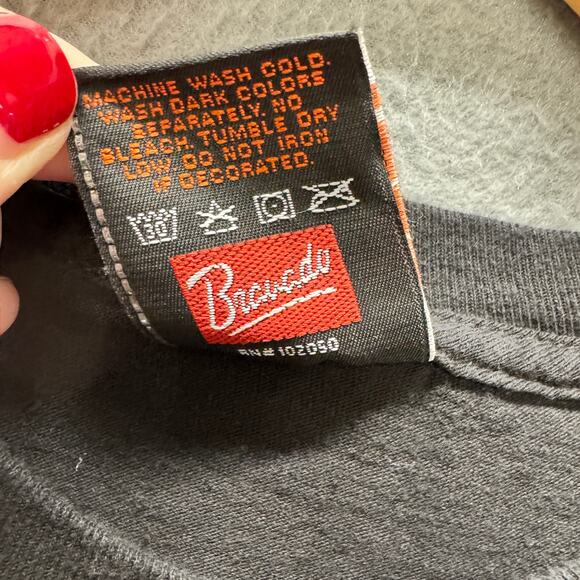 MACHINE WASH COLD.
WASH DARK COLORS
SEPARATELY. NO
BLEACH. TUMBLE DRY
LOW. DO NOT IRON
IF DECORATED.
30
Bravado
RN# 102050